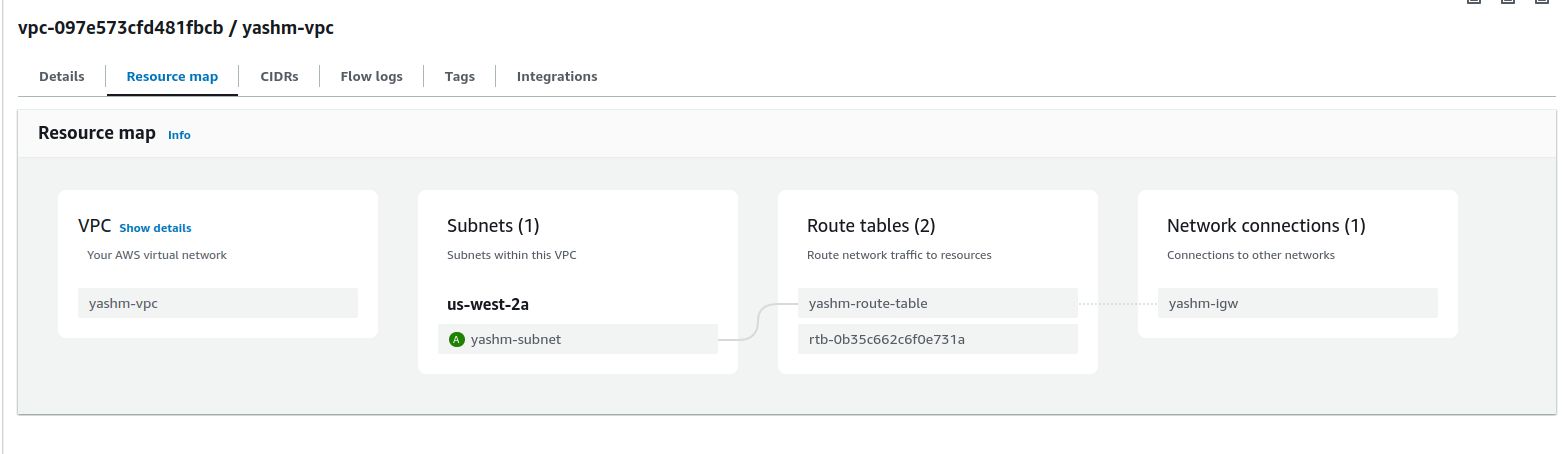 vpc-097e573cfd481fbcb / yashm-vpc
Details Resource map CIDRs Flow logs Tags Integrations
Resource map Info
VPC Show details
Your AWS virtual network
yashm-vpc
Subnets (1)
Subnets within this VPC
us-west-2a
A yashm-subnet
Route tables (2)
Route network traffic to resources
yashm-route-table
rtb-0b35c662c6f0e731a
Network connections (1)
Connections to other networks
yashm-igw